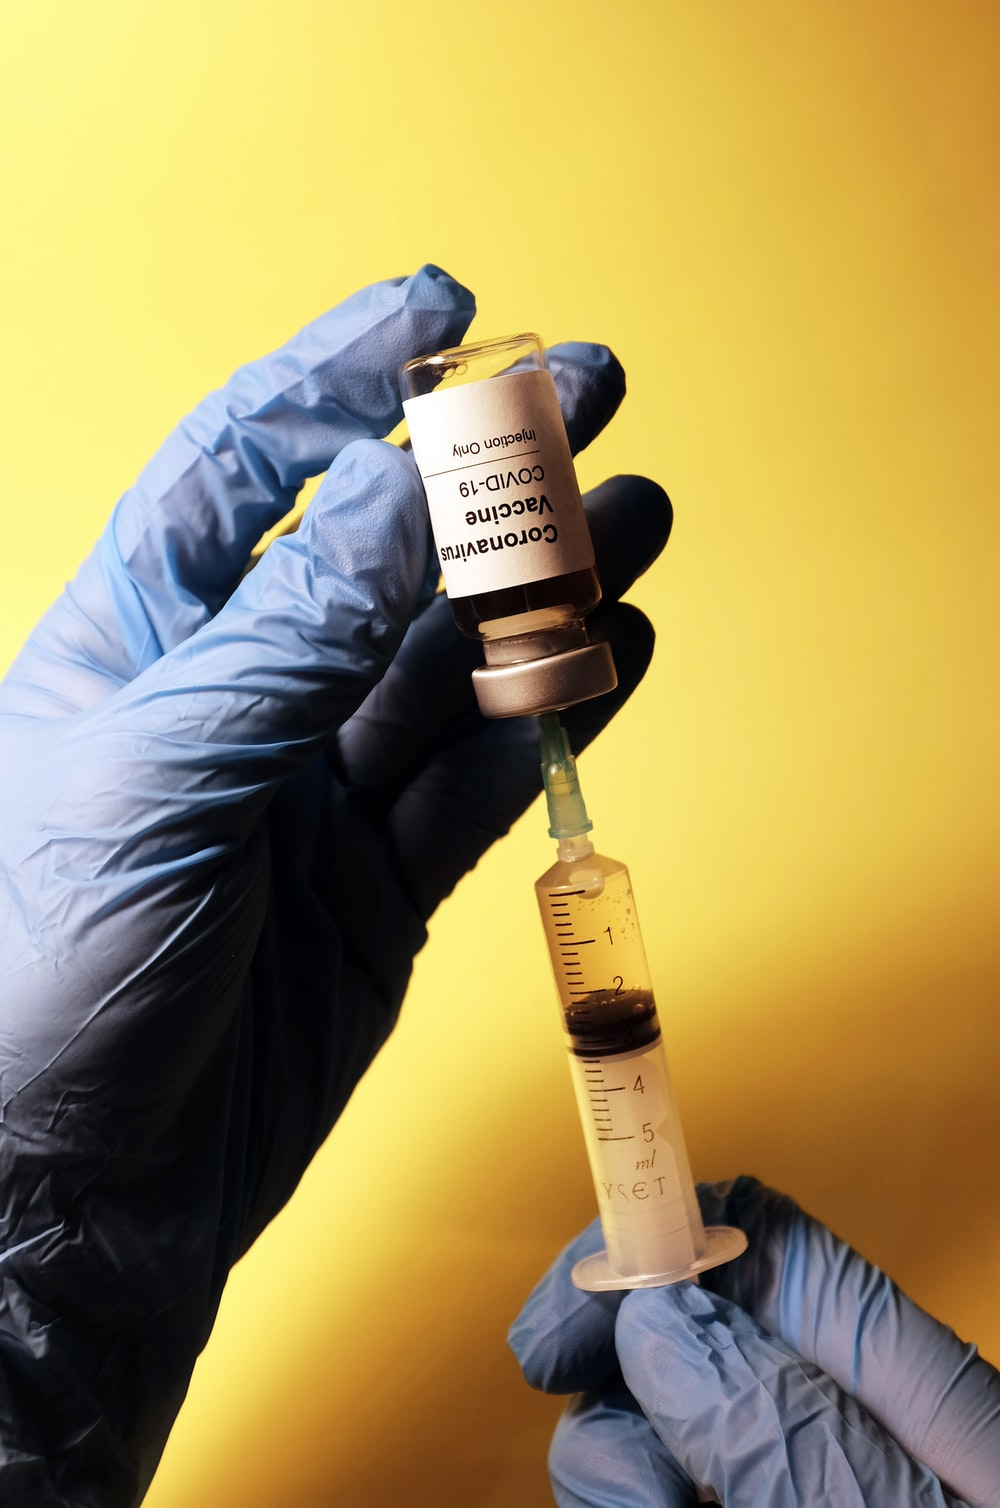 Coronavirus
Vaccine
COVID-19
Injection Only
1
2
4
5
ml